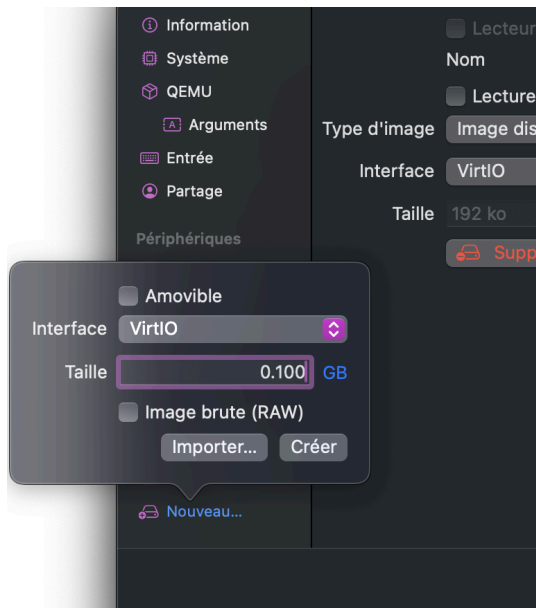 Information
Système
QEMU
A Arguments
Entrée
Partage
Périphériques
Amovible
Interface VirtIO
Taille 0.100 GB
Image brute (RAW)
Importer... Créer
Nouveau...
Lecteur
Nom
Lecture
Type d'image Image dis
Interface VirtIO
Taille 192 ko
Supp